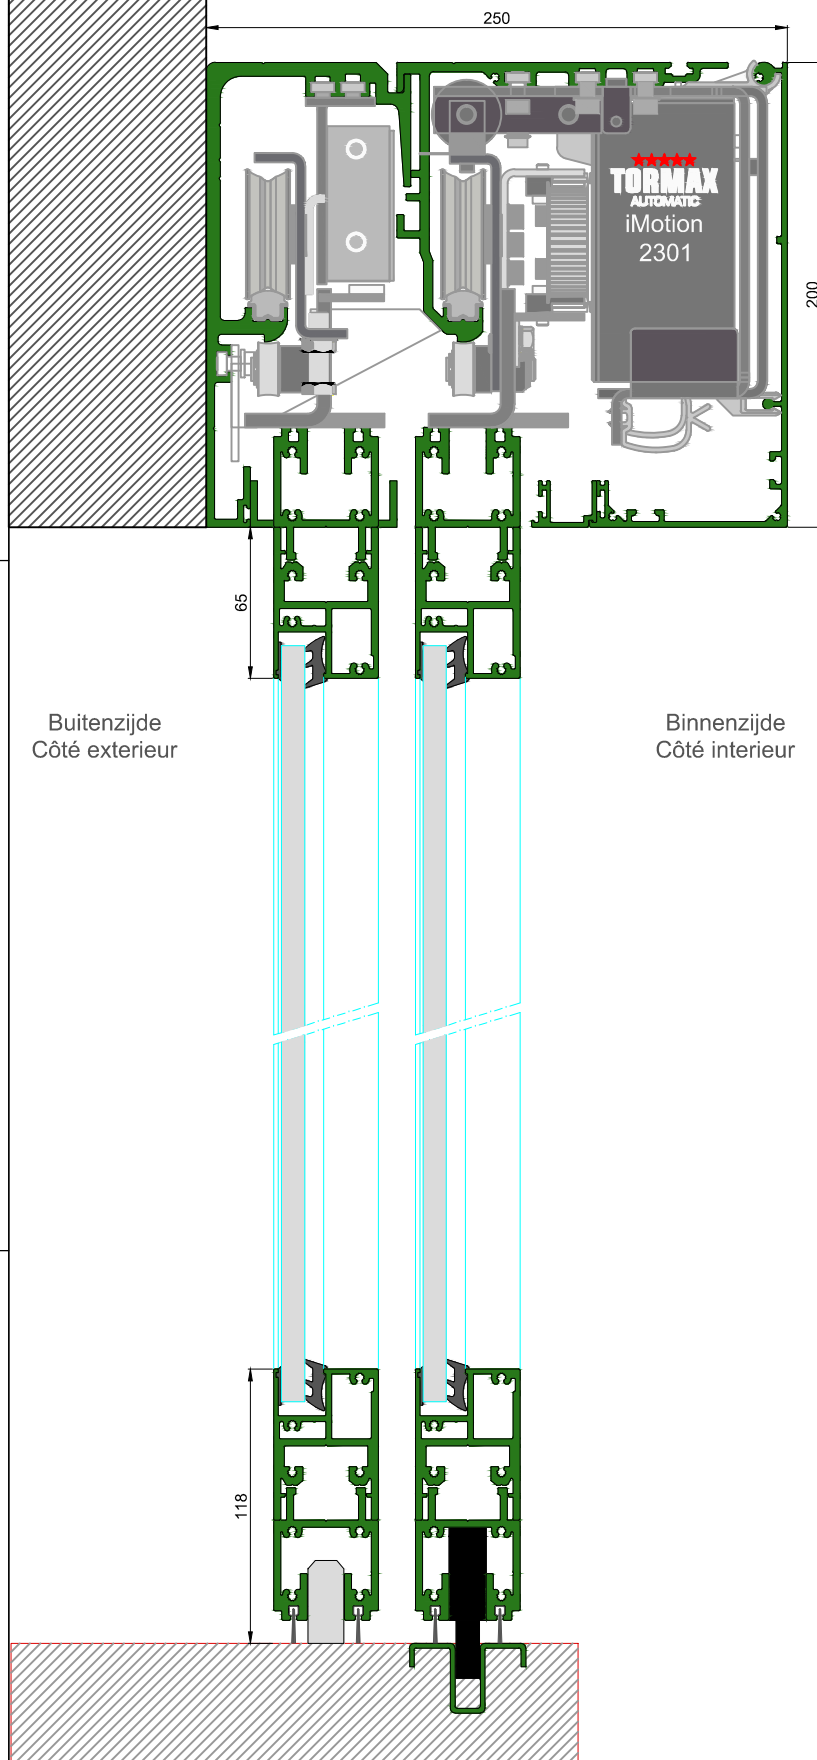 250
TORMAX
AUTOMATIC
iMotion
2301
200
65
Buitenzijde
Côté exterieur
Binnenzijde
Côté interieur
118